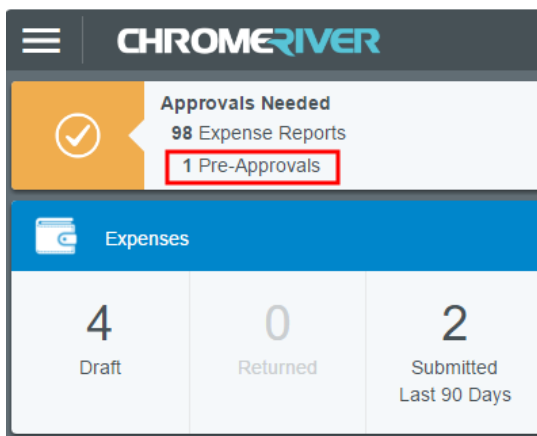 CHROMERIVER
Approvals Needed
98 Expense Reports
1 Pre-Approvals
Expenses
4
Draft
0
Returned
2
Submitted
Last 90 Days